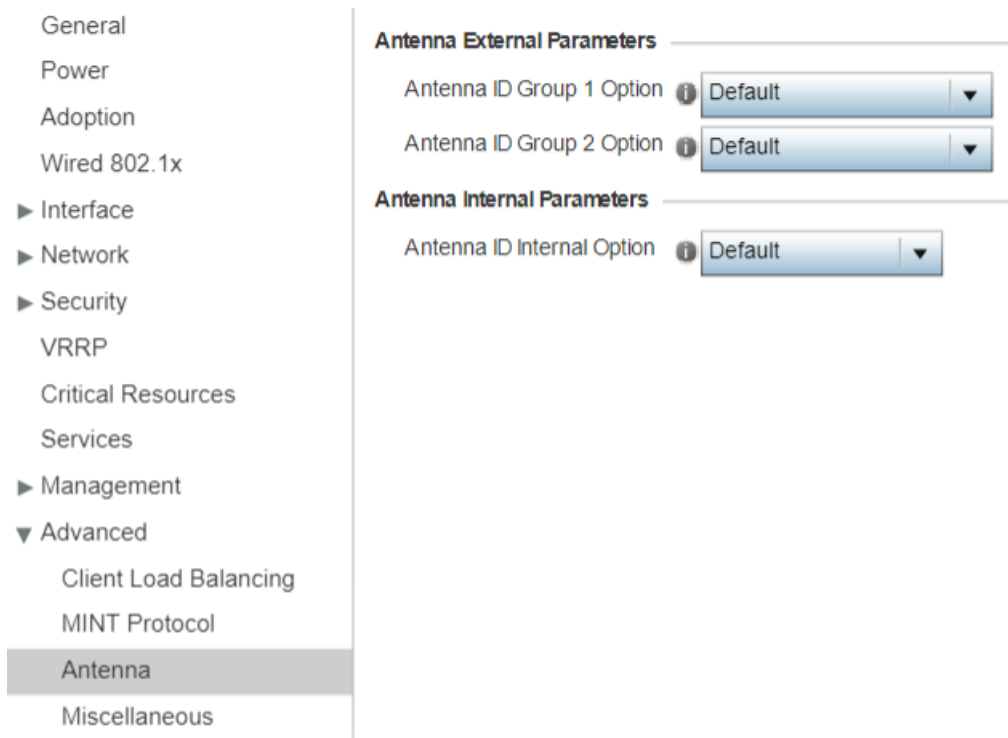 General
Power
Adoption
Wired 802.1x
Interface
Network
Security
VRRP
Critical Resources
Services
Management
Advanced
Client Load Balancing
MINT Protocol
Antenna
Miscellaneous
Antenna External Parameters
Antenna ID Group 1 Option Default
Antenna ID Group 2 Option Default
Antenna Internal Parameters
Antenna ID Internal Option Default